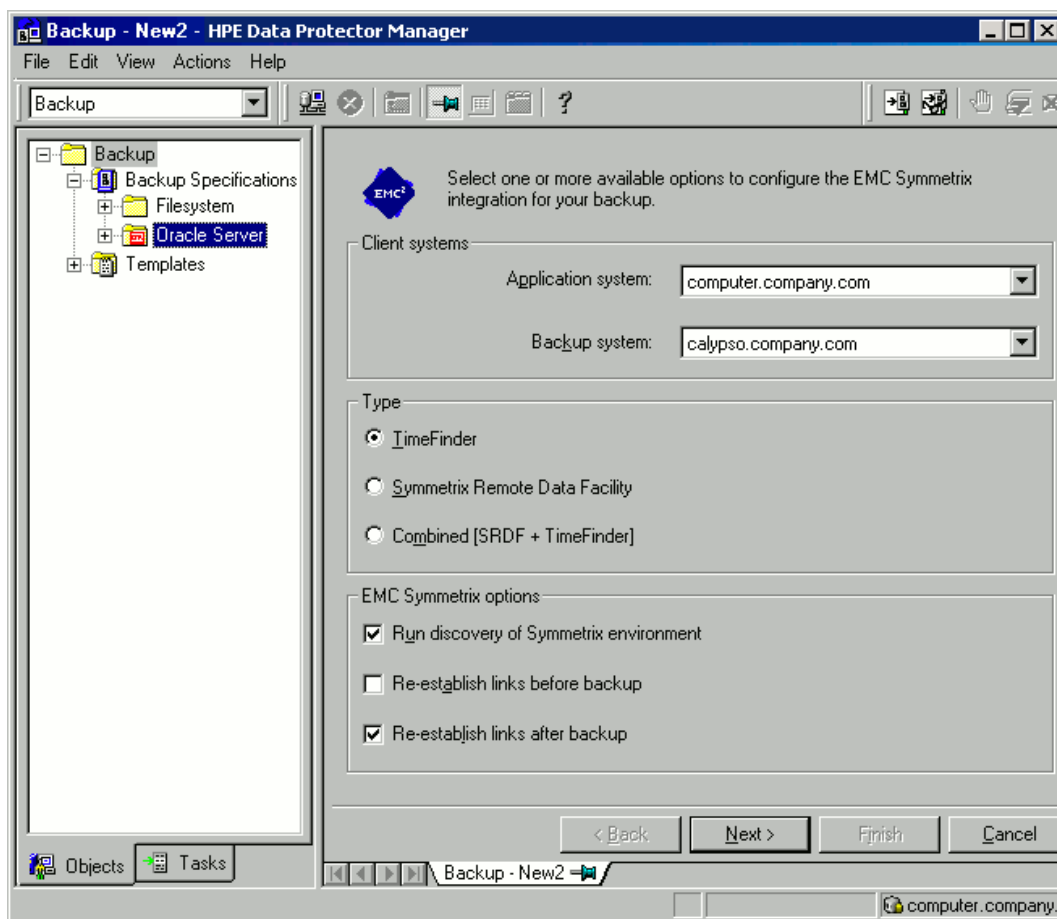 Backup - New2 - HPE Data Protector Manager
File Edit View Actions Help
Backup
?
Backup
Backup Specifications
Filesystem
Oracle Server
Templates
EMC²
Select one or more available options to configure the EMC Symmetrix
integration for your backup.
Client systems
Application system: computer.company.com
Backup system: calypso.company.com
Type
TimeFinder
Symmetrix Remote Data Facility
Combined [SRDF + TimeFinder]
EMC Symmetrix options
Run discovery of Symmetrix environment
Re-establish links before backup
Re-establish links after backup
< Back Next > Finish Cancel
Objects Tasks
Backup - New2
computer.company.